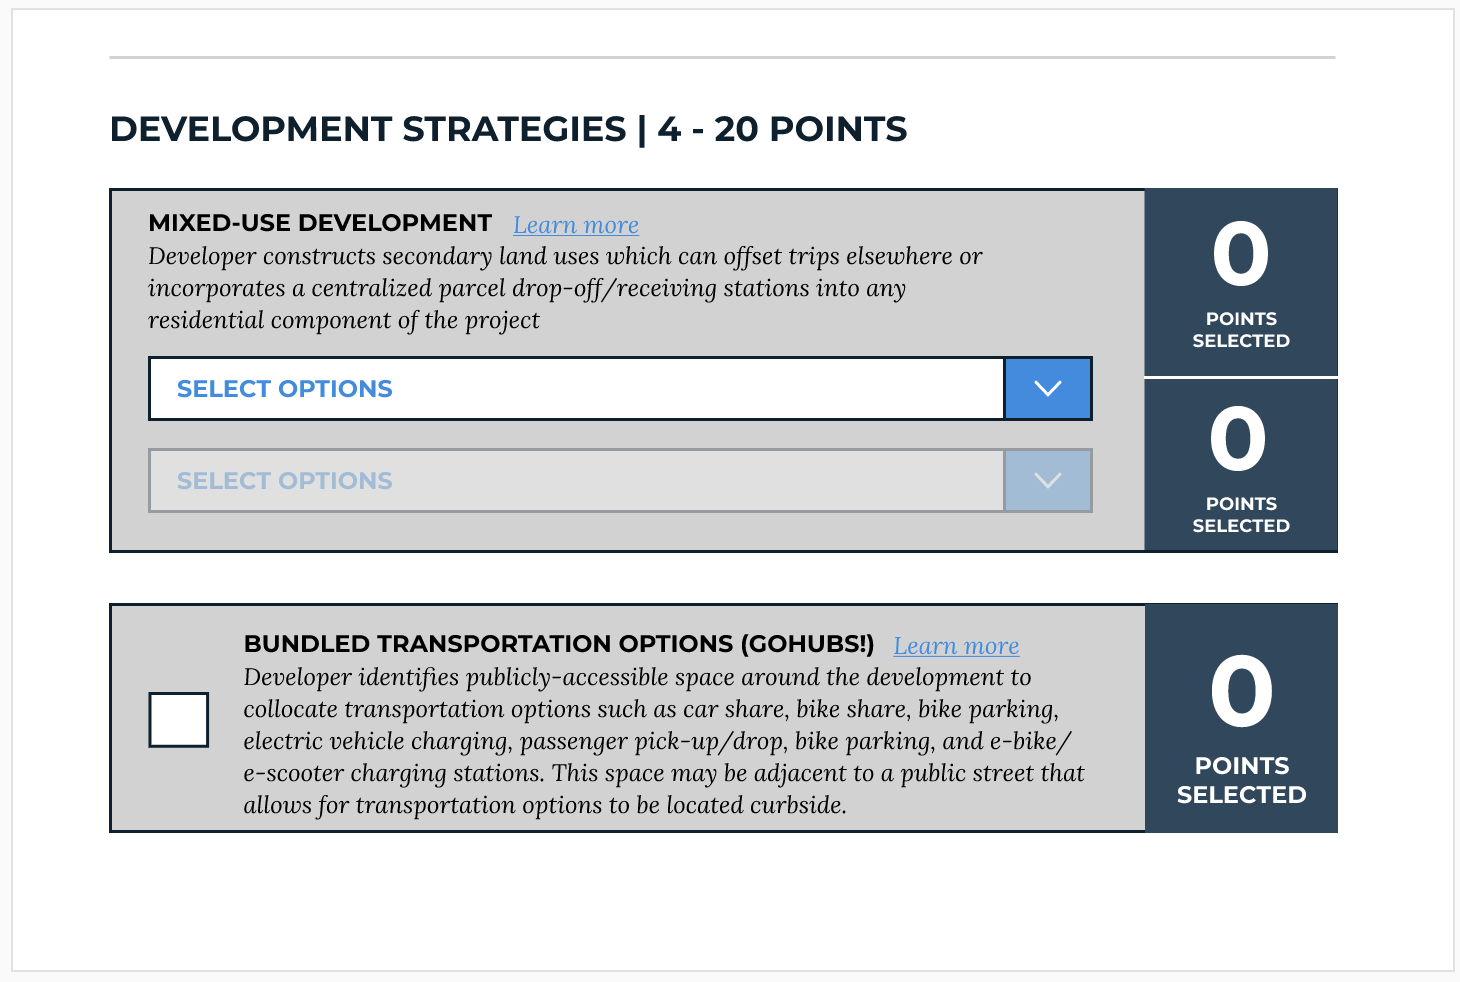 DEVELOPMENT STRATEGIES | 4 - 20 POINTS
MIXED-USE DEVELOPMENT Learn more
Developer constructs secondary land uses which can offset trips elsewhere or
incorporates a centralized parcel drop-off/receiving stations into any
residential component of the project
SELECT OPTIONS
SELECT OPTIONS
0
POINTS
SELECTED
0
POINTS
SELECTED
BUNDLED TRANSPORTATION OPTIONS (GOHUBS!) Learn more
Developer identifies publicly-accessible space around the development to
collocate transportation options such as car share, bike share, bike parking,
electric vehicle charging, passenger pick-up/drop, bike parking, and e-bike/
e-scooter charging stations. This space may be adjacent to a public street that
allows for transportation options to be located curbside.
0
POINTS
SELECTED